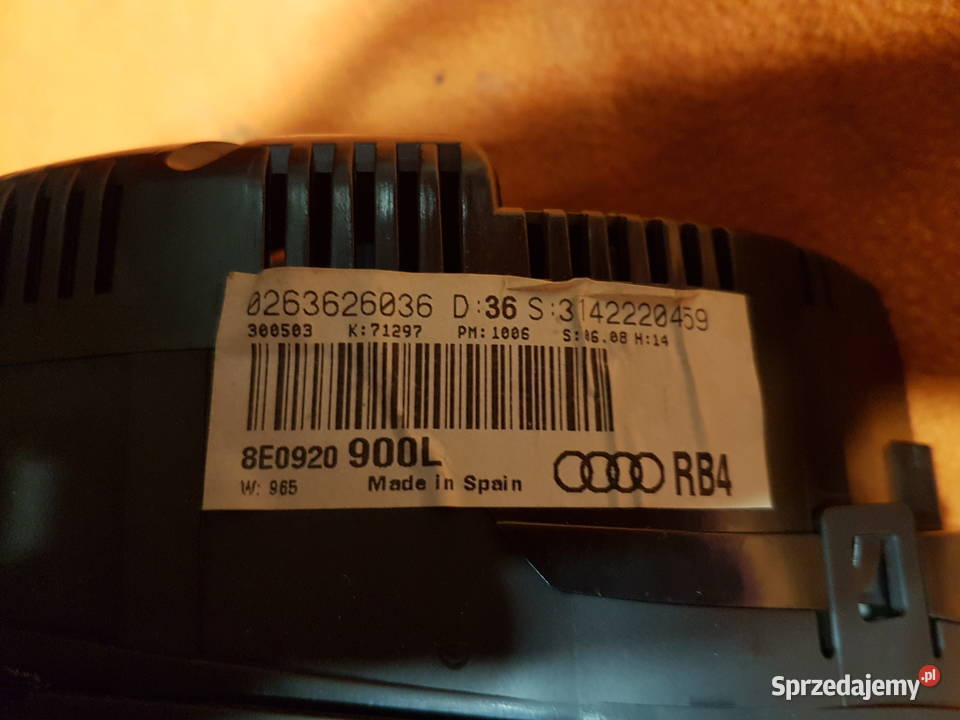 0263626036 D:36 S:3142220459
300503 K:71297 PM:1006 S:06.08 H:14
8E0920 900L
W: 965 Made in Spain RB4
Sprzedajemy.pl